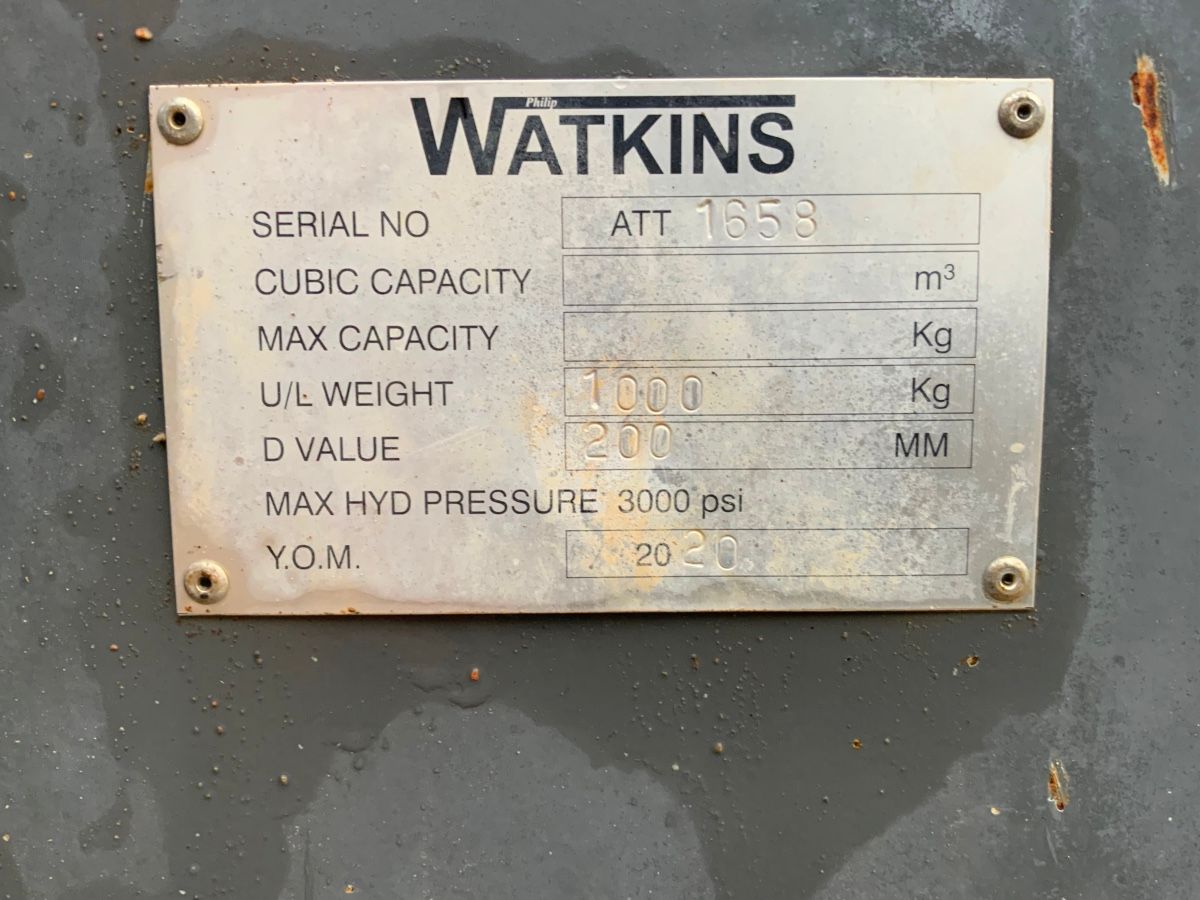 Philip
WATKINS
SERIAL NO ATT 1658
CUBIC CAPACITY m³
MAX CAPACITY Kg
U/L WEIGHT 1000 Kg
D VALUE 200 MM
MAX HYD PRESSURE 3000 psi
Y.O.M. 2020